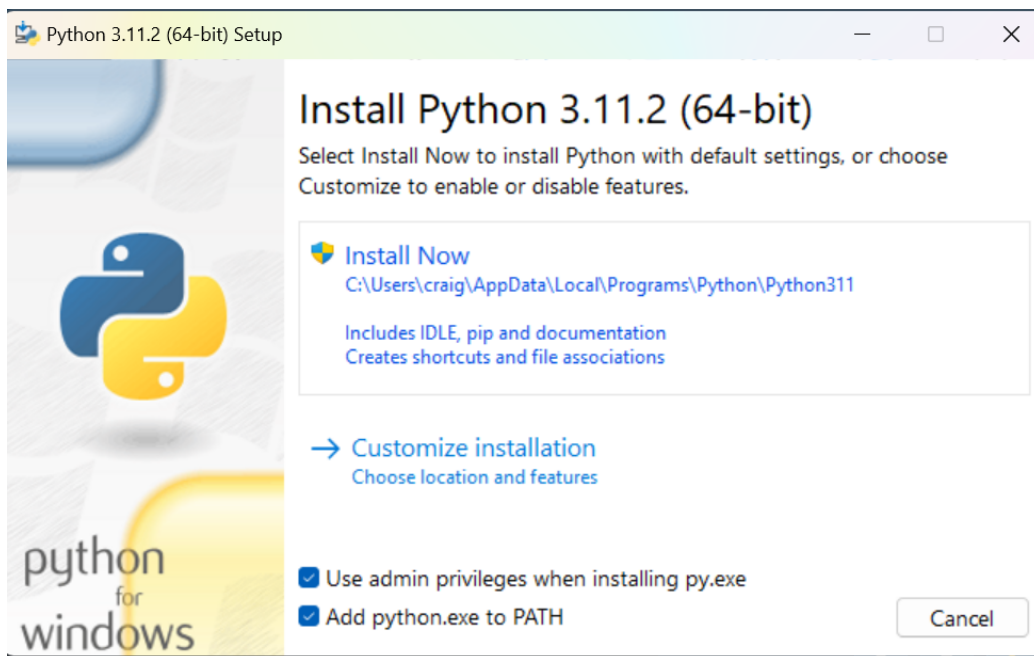 Python 3.11.2 (64-bit) Setup
Install Python 3.11.2 (64-bit)
Select Install Now to install Python with default settings, or choose
Customize to enable or disable features.
Install Now
C:\Users\craig\AppData\Local\Programs\Python\Python311
Includes IDLE, pip and documentation
Creates shortcuts and file associations
Customize installation
Choose location and features
python
for
windows
Use admin privileges when installing py.exe
Add python.exe to PATH
Cancel